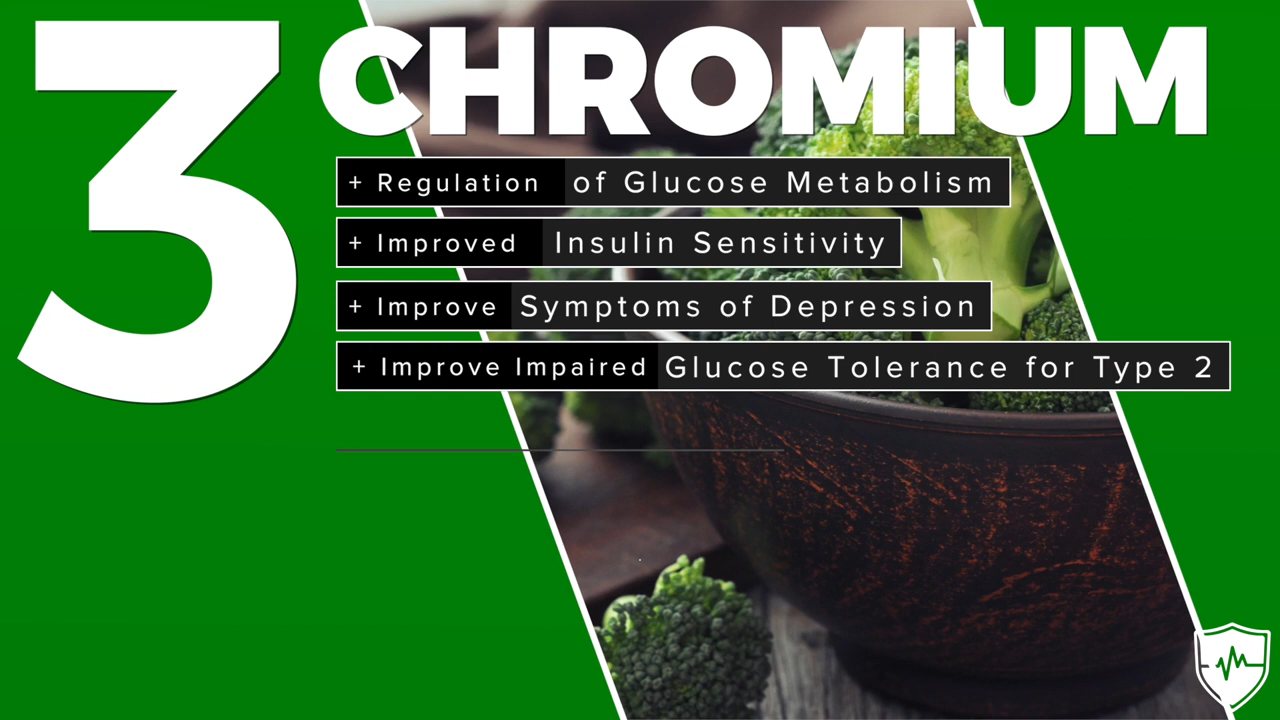 3
CHROMIUM
+ Regulation of Glucose Metabolism
+ Improved Insulin Sensitivity
+ Improve Symptoms of Depression
+ Improve Impaired Glucose Tolerance for Type 2